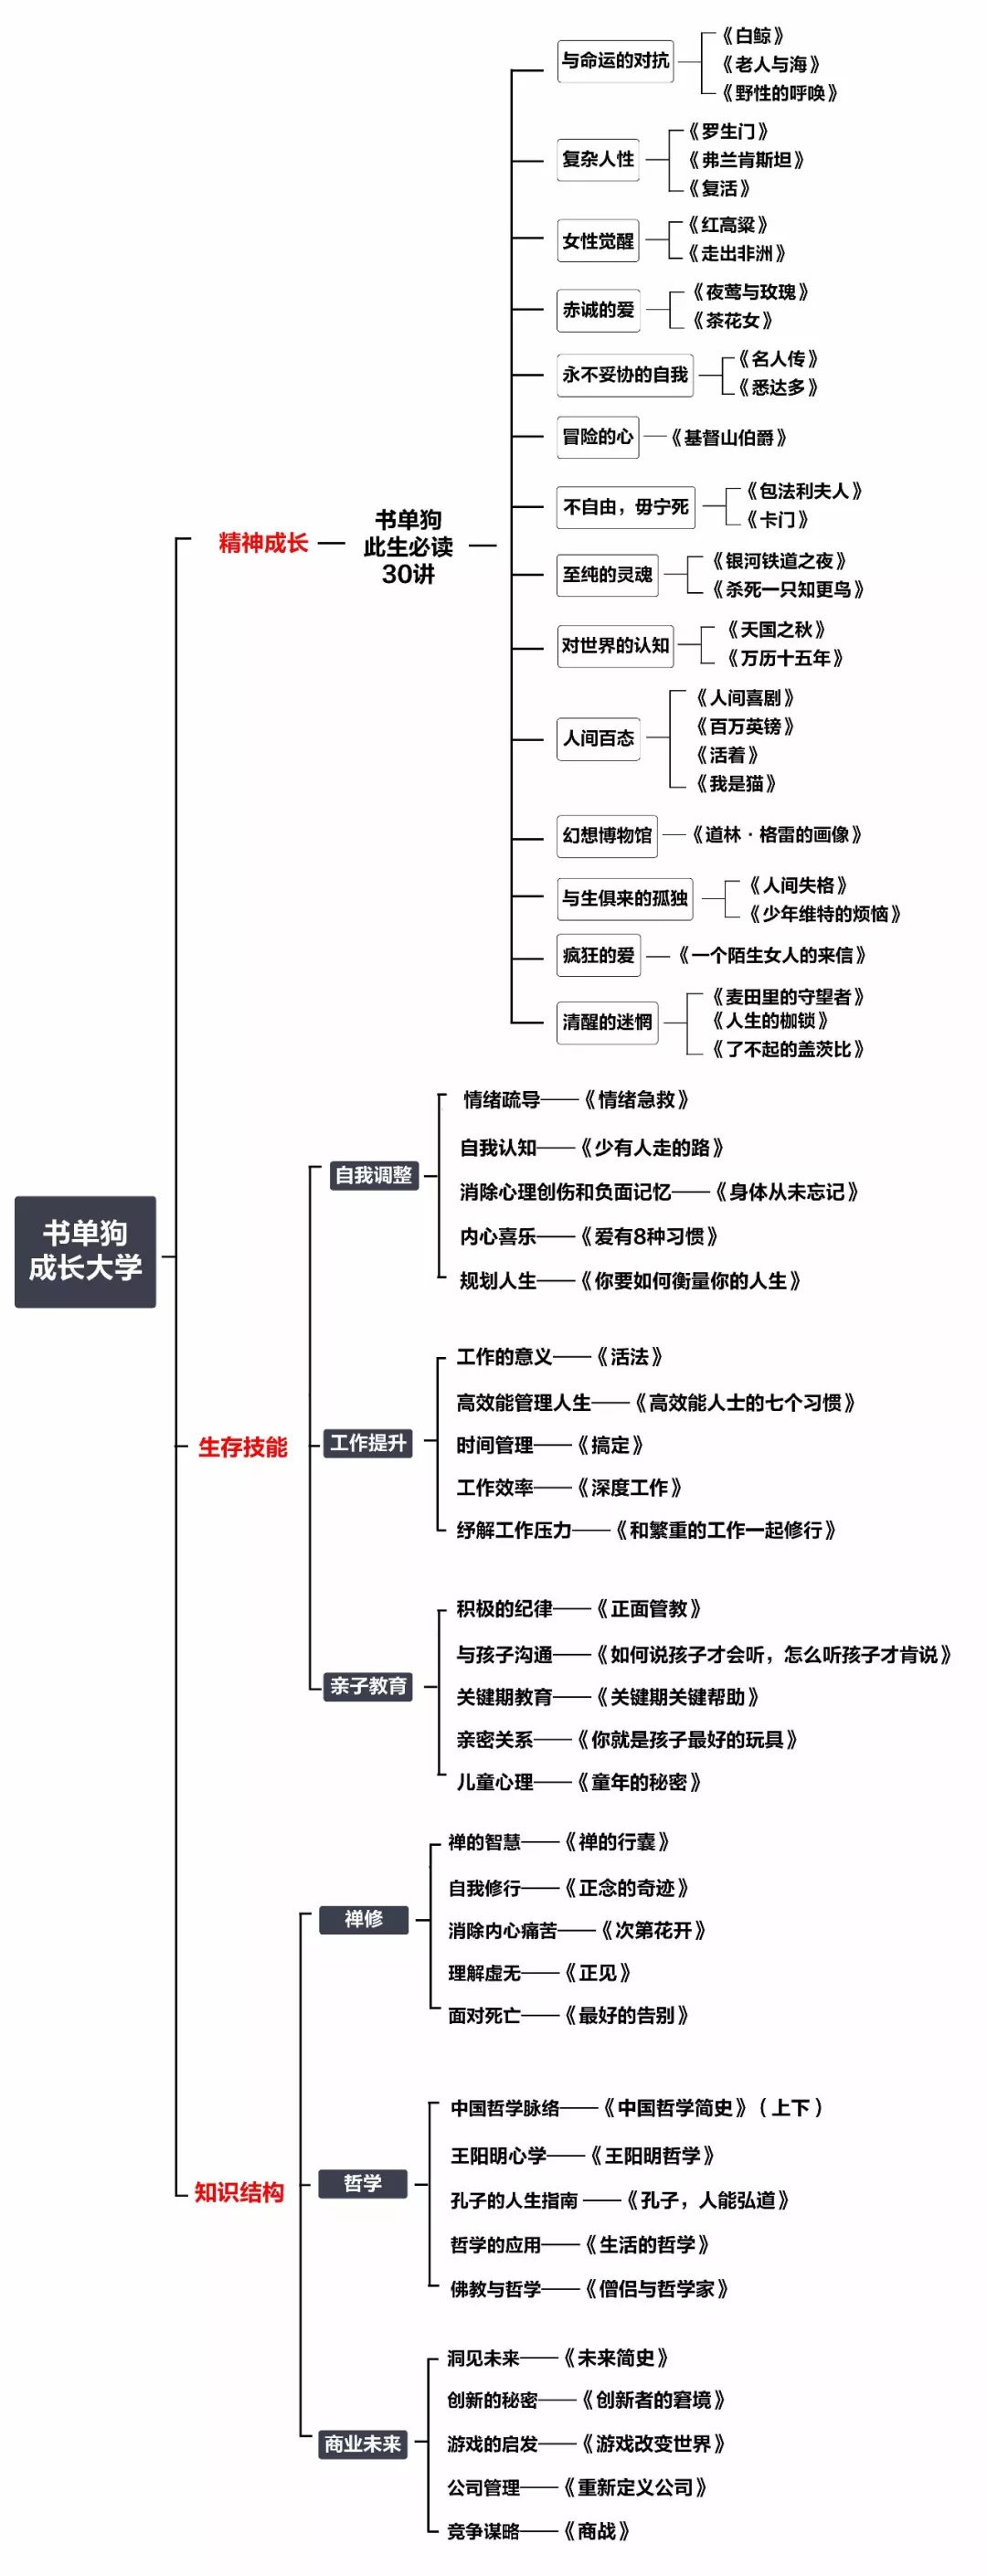 书单狗
成长大学
精神成长
书单狗
此生必读
30讲
与命运的对抗
《白鲸》
《老人与海》
《野性的呼唤》
复杂人性
《罗生门》
《弗兰肯斯坦》
《复活》
女性觉醒
《红高粱》
《走出非洲》
赤诚的爱
《夜莺与玫瑰》
《茶花女》
永不妥协的自我
《名人传》
《悉达多》
冒险的心
《基督山伯爵》
不自由，毋宁死
《包法利夫人》
《卡门》
至纯的灵魂
《银河铁道之夜》
《杀死一只知更鸟》
对世界的认知
《天国之秋》
《万历十五年》
人间百态
《人间喜剧》
《百万英镑》
《活着》
《我是猫》
幻想博物馆
《道林·格雷的画像》
与生俱来的孤独
《人间失格》
《少年维特的烦恼》
疯狂的爱
《一个陌生女人的来信》
清醒的迷惘
《麦田里的守望者》
《人生的枷锁》
《了不起的盖茨比》
生存技能
自我调整
情绪疏导——《情绪急救》
自我认知——《少有人走的路》
消除心理创伤和负面记忆——《身体从未忘记》
内心喜乐——《爱有8种习惯》
规划人生——《你要如何衡量你的人生》
工作提升
工作的意义——《活法》
高效能管理人生——《高效能人士的七个习惯》
时间管理——《搞定》
工作效率——《深度工作》
纾解工作压力——《和繁重的工作一起修行》
亲子教育
积极的纪律——《正面管教》
与孩子沟通——《如何说孩子才会听，怎么听孩子才肯说》
关键期教育——《关键期关键帮助》
亲密关系——《你就是孩子最好的玩具》
儿童心理——《童年的秘密》
知识结构
禅修
禅的智慧——《禅的行囊》
自我修行——《正念的奇迹》
消除内心痛苦——《次第花开》
理解虚无——《正见》
面对死亡——《最好的告别》
哲学
中国哲学脉络——《中国哲学简史》（上下）
王阳明心学——《王阳明哲学》
孔子的人生指南——《孔子，人能弘道》
哲学的应用——《生活的哲学》
佛教与哲学——《僧侣与哲学家》
商业未来
洞见未来——《未来简史》
创新的秘密——《创新者的窘境》
游戏的启发——《游戏改变世界》
公司管理——《重新定义公司》
竞争谋略——《商战》